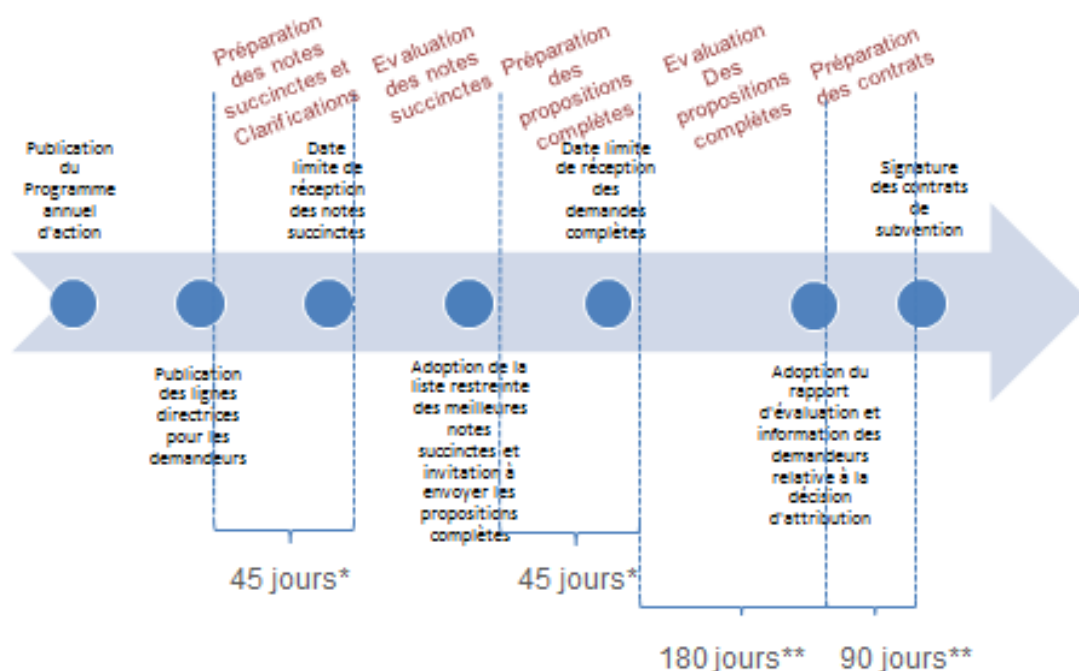 Préparation
des notes
succinctes et
Clarifications
Evaluation
des notes
succinctes
Préparation
des
propositions
complètes
Evaluation
Des
propositions
complètes
Préparation
des contrats
Publication
du
Programme
annuel
d'action
Date
limite de
réception
des notes
succinctes
Date limite
de réception
des
demandes
complètes
Signature
des contrats
de
subvention
Publication
des lignes
directrices
pour les
demandeurs
Adoption de la
liste restreinte
des meilleures
notes
succinctes et
invitation à
envoyer les
propositions
complètes
Adoption du
rapport
d'évaluation et
information des
demandeurs
relative à la
décision
d'attribution
45 jours*
45 jours*
180 jours**
90 jours**